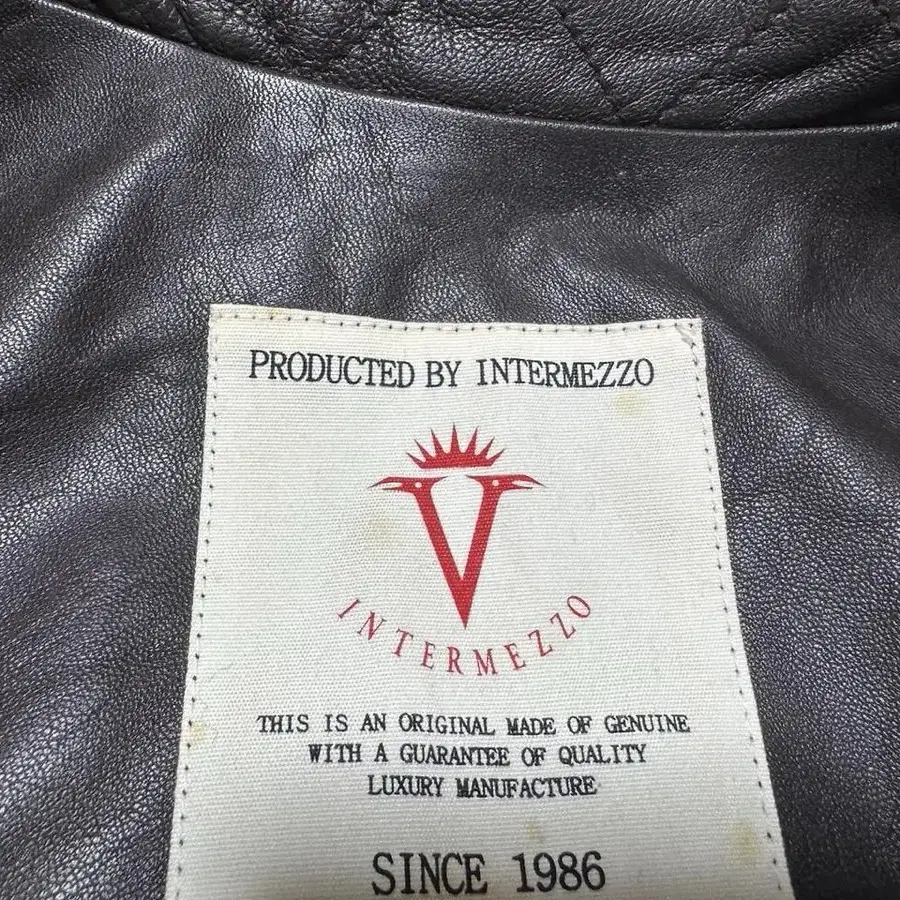 PRODUCTED BY INTERMEZZO
INTERMEZZO
THIS IS AN ORIGINAL MADE OF GENUINE
WITH A GUARANTEE OF QUALITY
LUXURY MANUFACTURE
SINCE 1986